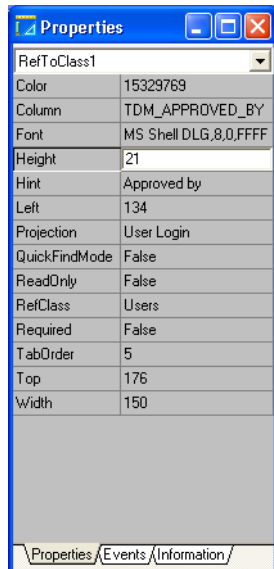 Properties
RefToClass1
Color 15329769
Column TDM_APPROVED_BY
Font MS Shell DLG,8,0,FFFF
Height 21
Hint Approved by
Left 134
Projection User Login
QuickFindMode False
ReadOnly False
RefClass Users
Required False
TabOrder 5
Top 176
Width 150
Properties Events Information